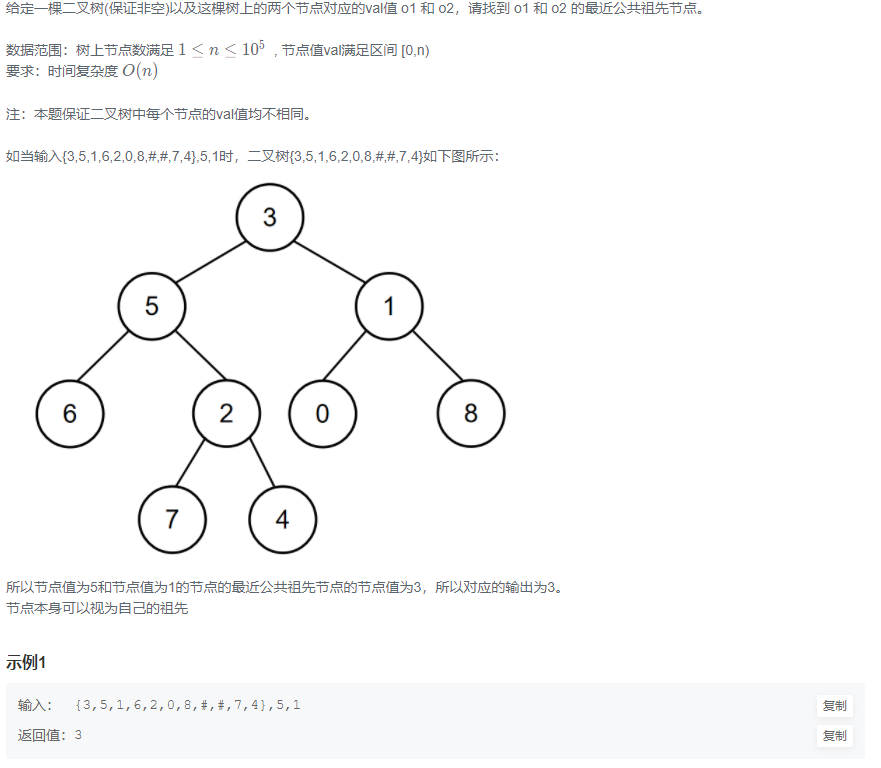 给定一棵二叉树(保证非空)以及这棵树上的两个节点对应的val值 o1 和 o2，请找到 o1 和 o2 的最近公共祖先节点。
数据范围：树上节点数满足 1 ≤ n ≤ 10⁵ , 节点值val满足区间 [0,n)
要求：时间复杂度 O(n)
注：本题保证二叉树中每个节点的val值均不相同。
如当输入{3,5,1,6,2,0,8,#,#,7,4},5,1时，二叉树{3,5,1,6,2,0,8,#,#,7,4}如下图所示：
3
5 1
6 2 0 8
7 4
所以节点值为5和节点值为1的节点的最近公共祖先节点的节点值为3，所以对应的输出为3。
节点本身可以视为自己的祖先
示例1
输入： {3,5,1,6,2,0,8,#,#,7,4},5,1 复制
返回值：3 复制